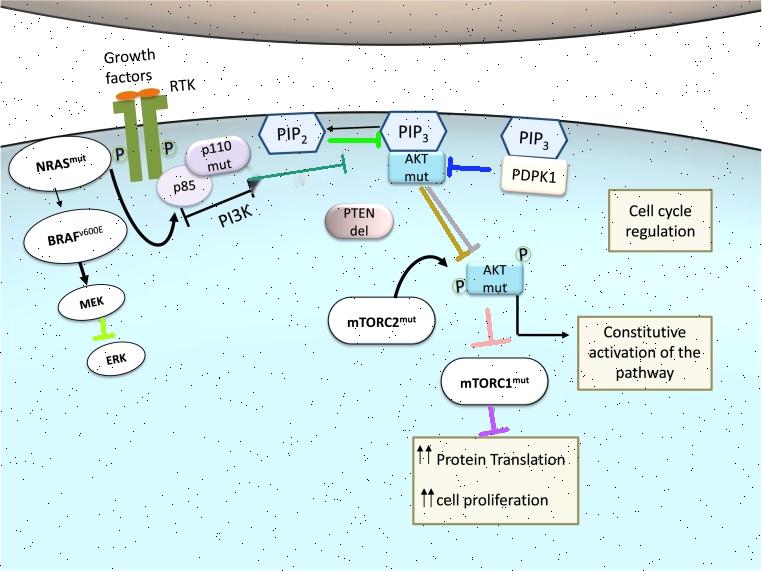 Growth
factors
RTK
NRASmut
P
P
p110
mut
p85
PI3K
PIP2
PIP3
AKT
mut
PIP3
PDPK1
BRAFv600E
MEK
ERK
PTEN
del
Cell cycle
regulation
P
P
AKT
mut
mTORC2mut
Constitutive
activation of the
pathway
mTORC1mut
↑↑ Protein Translation
↑↑ cell proliferation